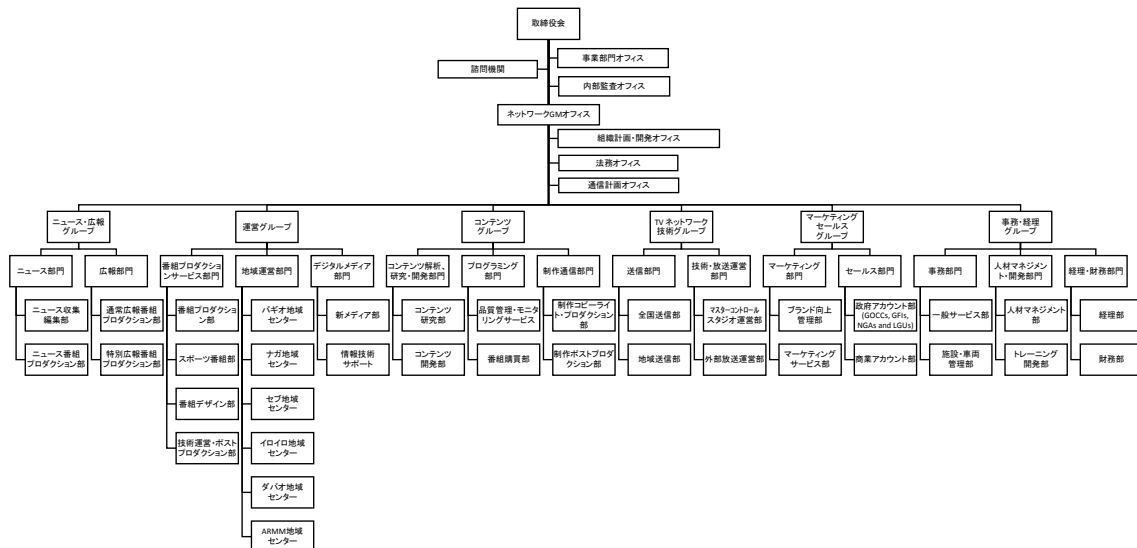 取締役会
事業部門オフィス
諮問機関
内部監査オフィス
ネットワークGMオフィス
組織計画・開発オフィス
法務オフィス
通信計画オフィス
ニュース・広報
グループ
運営グループ
コンテンツ
グループ
TV ネットワーク
技術グループ
マーケティング
セールス
グループ
事務・経理
グループ
ニュース部門
広報部門
番組プロダクショ
ンサービス部門
地域運営部門
デジタルメディア
部門
コンテンツ解析、
研究・開発部門
プログラミング
部門
制作通信部門
送信部門
技術・放送運営
部門
マーケティング
部門
セールス部門
事務部門
人材マネジメン
ト・開発部門
経理・財務部門
ニュース収集
編集部
通常広報番組
プロダクション部
番組プロダクション
部
バギオ地域
センター
新メディア部
コンテンツ
研究部
品質管理・モニ
タリングサービス
制作コピーライ
ト・プロダクション
部
全国送信部
マスターコントロール
スタジオ運営部
ブランド向上
管理部
政府アカウント部
(GOCCs, GFIs,
NGAs and LGUs)
一般サービス部
人材マネジメント
部
経理部
ニュース番組
プロダクション部
特別広報番組
プロダクション部
スポーツ番組部
ナガ地域
センター
情報技術
サポート
コンテンツ
開発部
番組購買部
制作ポストプロダ
クション部
地域送信部
外部放送運営部
マーケティング
サービス部
商業アカウント部
施設・車両
管理部
トレーニング
開発部
財務部
番組デザイン部
セブ地域
センター
技術運営・ポスト
プロダクション部
イロイロ地域
センター
ダバオ地域
センター
ARMM地域
センター